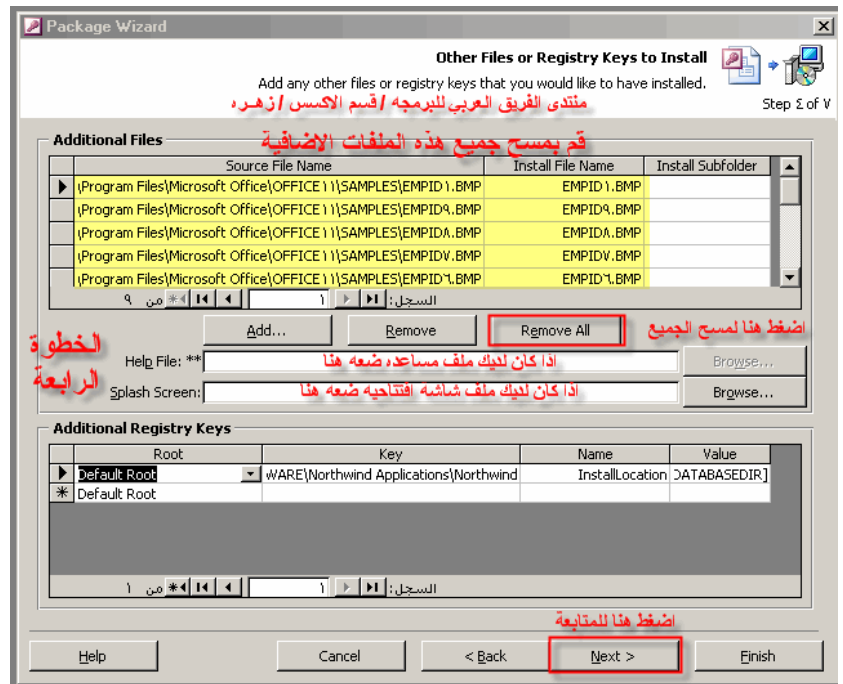 Package Wizard
Other Files or Registry Keys to Install
Add any other files or registry keys that you would like to have installed.
منتدى الفريق العربي للبرمجه / قسم الاكسس / زهره
Step ٤ of ٧
Additional Files
قم بمسح جميع هذه الملفات الاضافية
Source File Name Install File Name Install Subfolder
\Program Files\Microsoft Office\OFFICE١١\SAMPLES\EMPID١.BMP EMPID١.BMP
\Program Files\Microsoft Office\OFFICE١١\SAMPLES\EMPID٩.BMP EMPID٩.BMP
\Program Files\Microsoft Office\OFFICE١١\SAMPLES\EMPID٨.BMP EMPID٨.BMP
\Program Files\Microsoft Office\OFFICE١١\SAMPLES\EMPID٧.BMP EMPID٧.BMP
\Program Files\Microsoft Office\OFFICE١١\SAMPLES\EMPID٦.BMP EMPID٦.BMP
السجل: ١ من ٩
Add... Remove Remove All اضغط هنا لمسح الجميع
الخطوة
الرابعة
Help File: ** اذا كان لديك ملف مساعده ضعه هنا Browse...
Splash Screen: اذا كان لديك ملف شاشة افتتاحيه ضعه هنا Browse...
Additional Registry Keys
Root Key Name Value
Default Root WARE\Northwind Applications\Northwind InstallLocation DATABASEDIR]
Default Root
السجل: ١ من ١
اضغط هنا للمتابعة
Help Cancel < Back Next > Finish